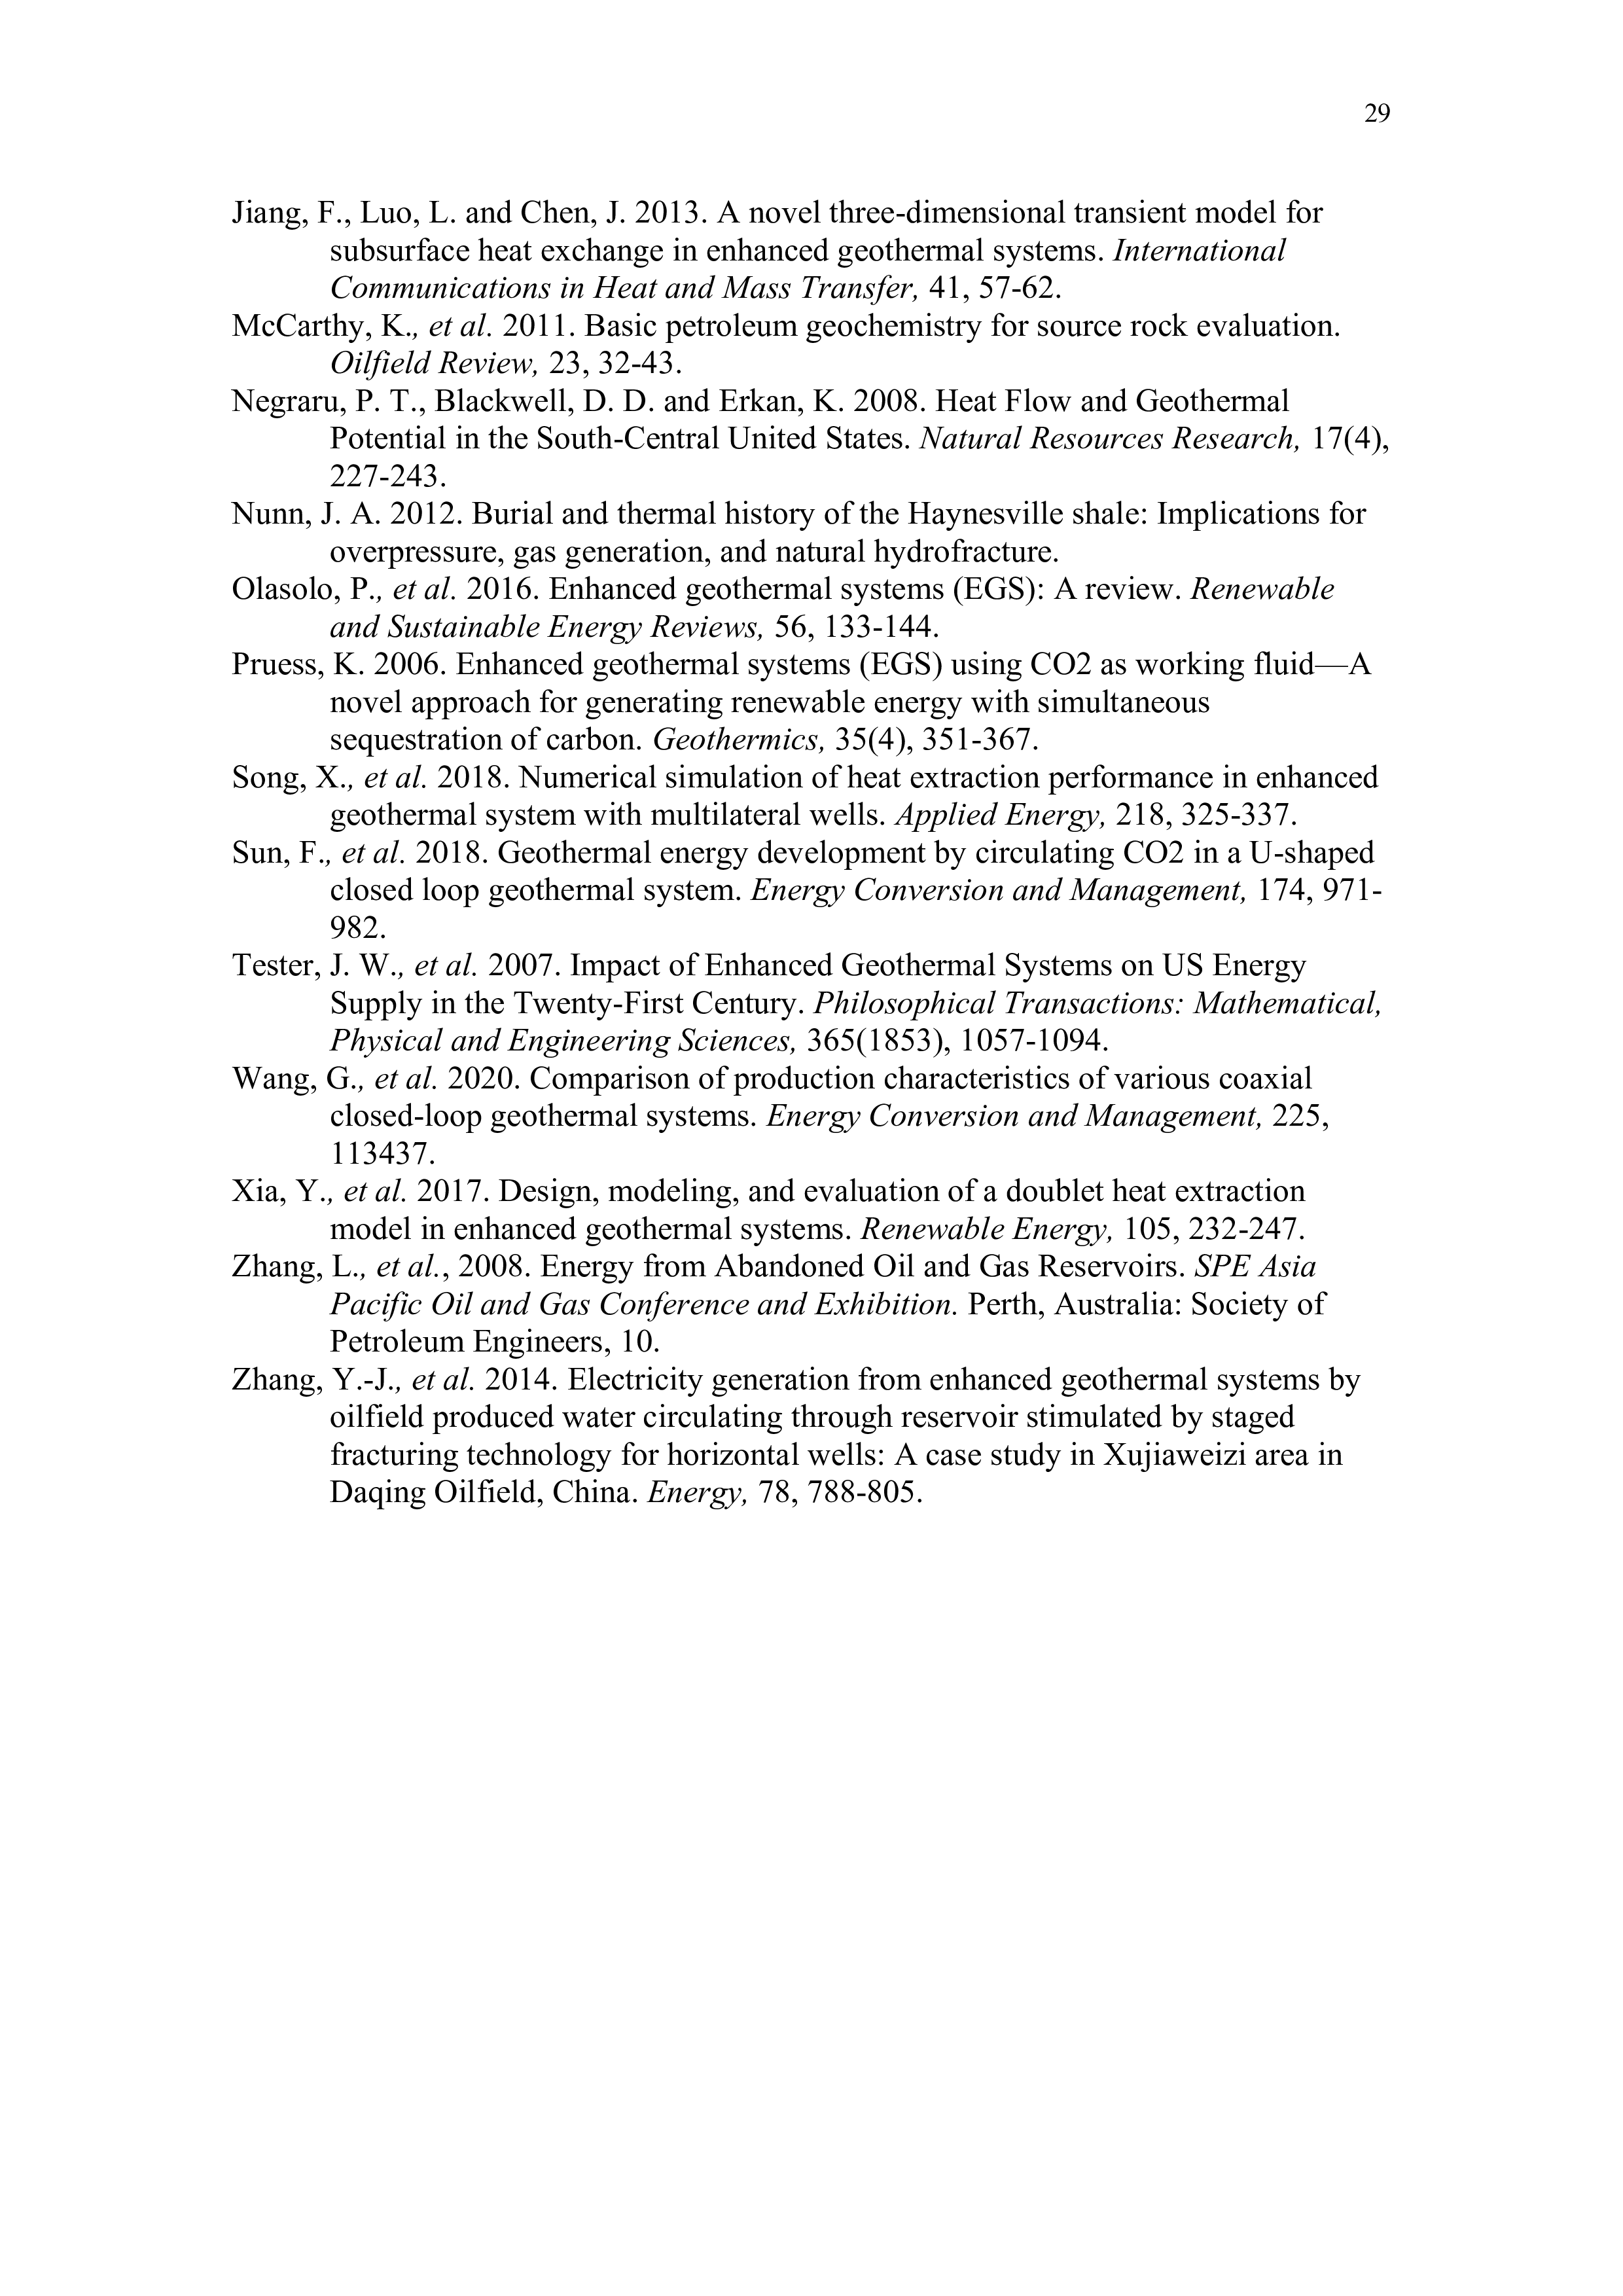 29
Jiang, F., Luo, L. and Chen, J. 2013. A novel three-dimensional transient model for
subsurface heat exchange in enhanced geothermal systems. International
Communications in Heat and Mass Transfer, 41, 57-62.
McCarthy, K., et al. 2011. Basic petroleum geochemistry for source rock evaluation.
Oilfield Review, 23, 32-43.
Negraru, P. T., Blackwell, D. D. and Erkan, K. 2008. Heat Flow and Geothermal
Potential in the South-Central United States. Natural Resources Research, 17(4),
227-243.
Nunn, J. A. 2012. Burial and thermal history of the Haynesville shale: Implications for
overpressure, gas generation, and natural hydrofracture.
Olasolo, P., et al. 2016. Enhanced geothermal systems (EGS): A review. Renewable
and Sustainable Energy Reviews, 56, 133-144.
Pruess, K. 2006. Enhanced geothermal systems (EGS) using CO2 as working fluid—A
novel approach for generating renewable energy with simultaneous
sequestration of carbon. Geothermics, 35(4), 351-367.
Song, X., et al. 2018. Numerical simulation of heat extraction performance in enhanced
geothermal system with multilateral wells. Applied Energy, 218, 325-337.
Sun, F., et al. 2018. Geothermal energy development by circulating CO2 in a U-shaped
closed loop geothermal system. Energy Conversion and Management, 174, 971-
982.
Tester, J. W., et al. 2007. Impact of Enhanced Geothermal Systems on US Energy
Supply in the Twenty-First Century. Philosophical Transactions: Mathematical,
Physical and Engineering Sciences, 365(1853), 1057-1094.
Wang, G., et al. 2020. Comparison of production characteristics of various coaxial
closed-loop geothermal systems. Energy Conversion and Management, 225,
113437.
Xia, Y., et al. 2017. Design, modeling, and evaluation of a doublet heat extraction
model in enhanced geothermal systems. Renewable Energy, 105, 232-247.
Zhang, L., et al., 2008. Energy from Abandoned Oil and Gas Reservoirs. SPE Asia
Pacific Oil and Gas Conference and Exhibition. Perth, Australia: Society of
Petroleum Engineers, 10.
Zhang, Y.-J., et al. 2014. Electricity generation from enhanced geothermal systems by
oilfield produced water circulating through reservoir stimulated by staged
fracturing technology for horizontal wells: A case study in Xujiaweizi area in
Daqing Oilfield, China. Energy, 78, 788-805.